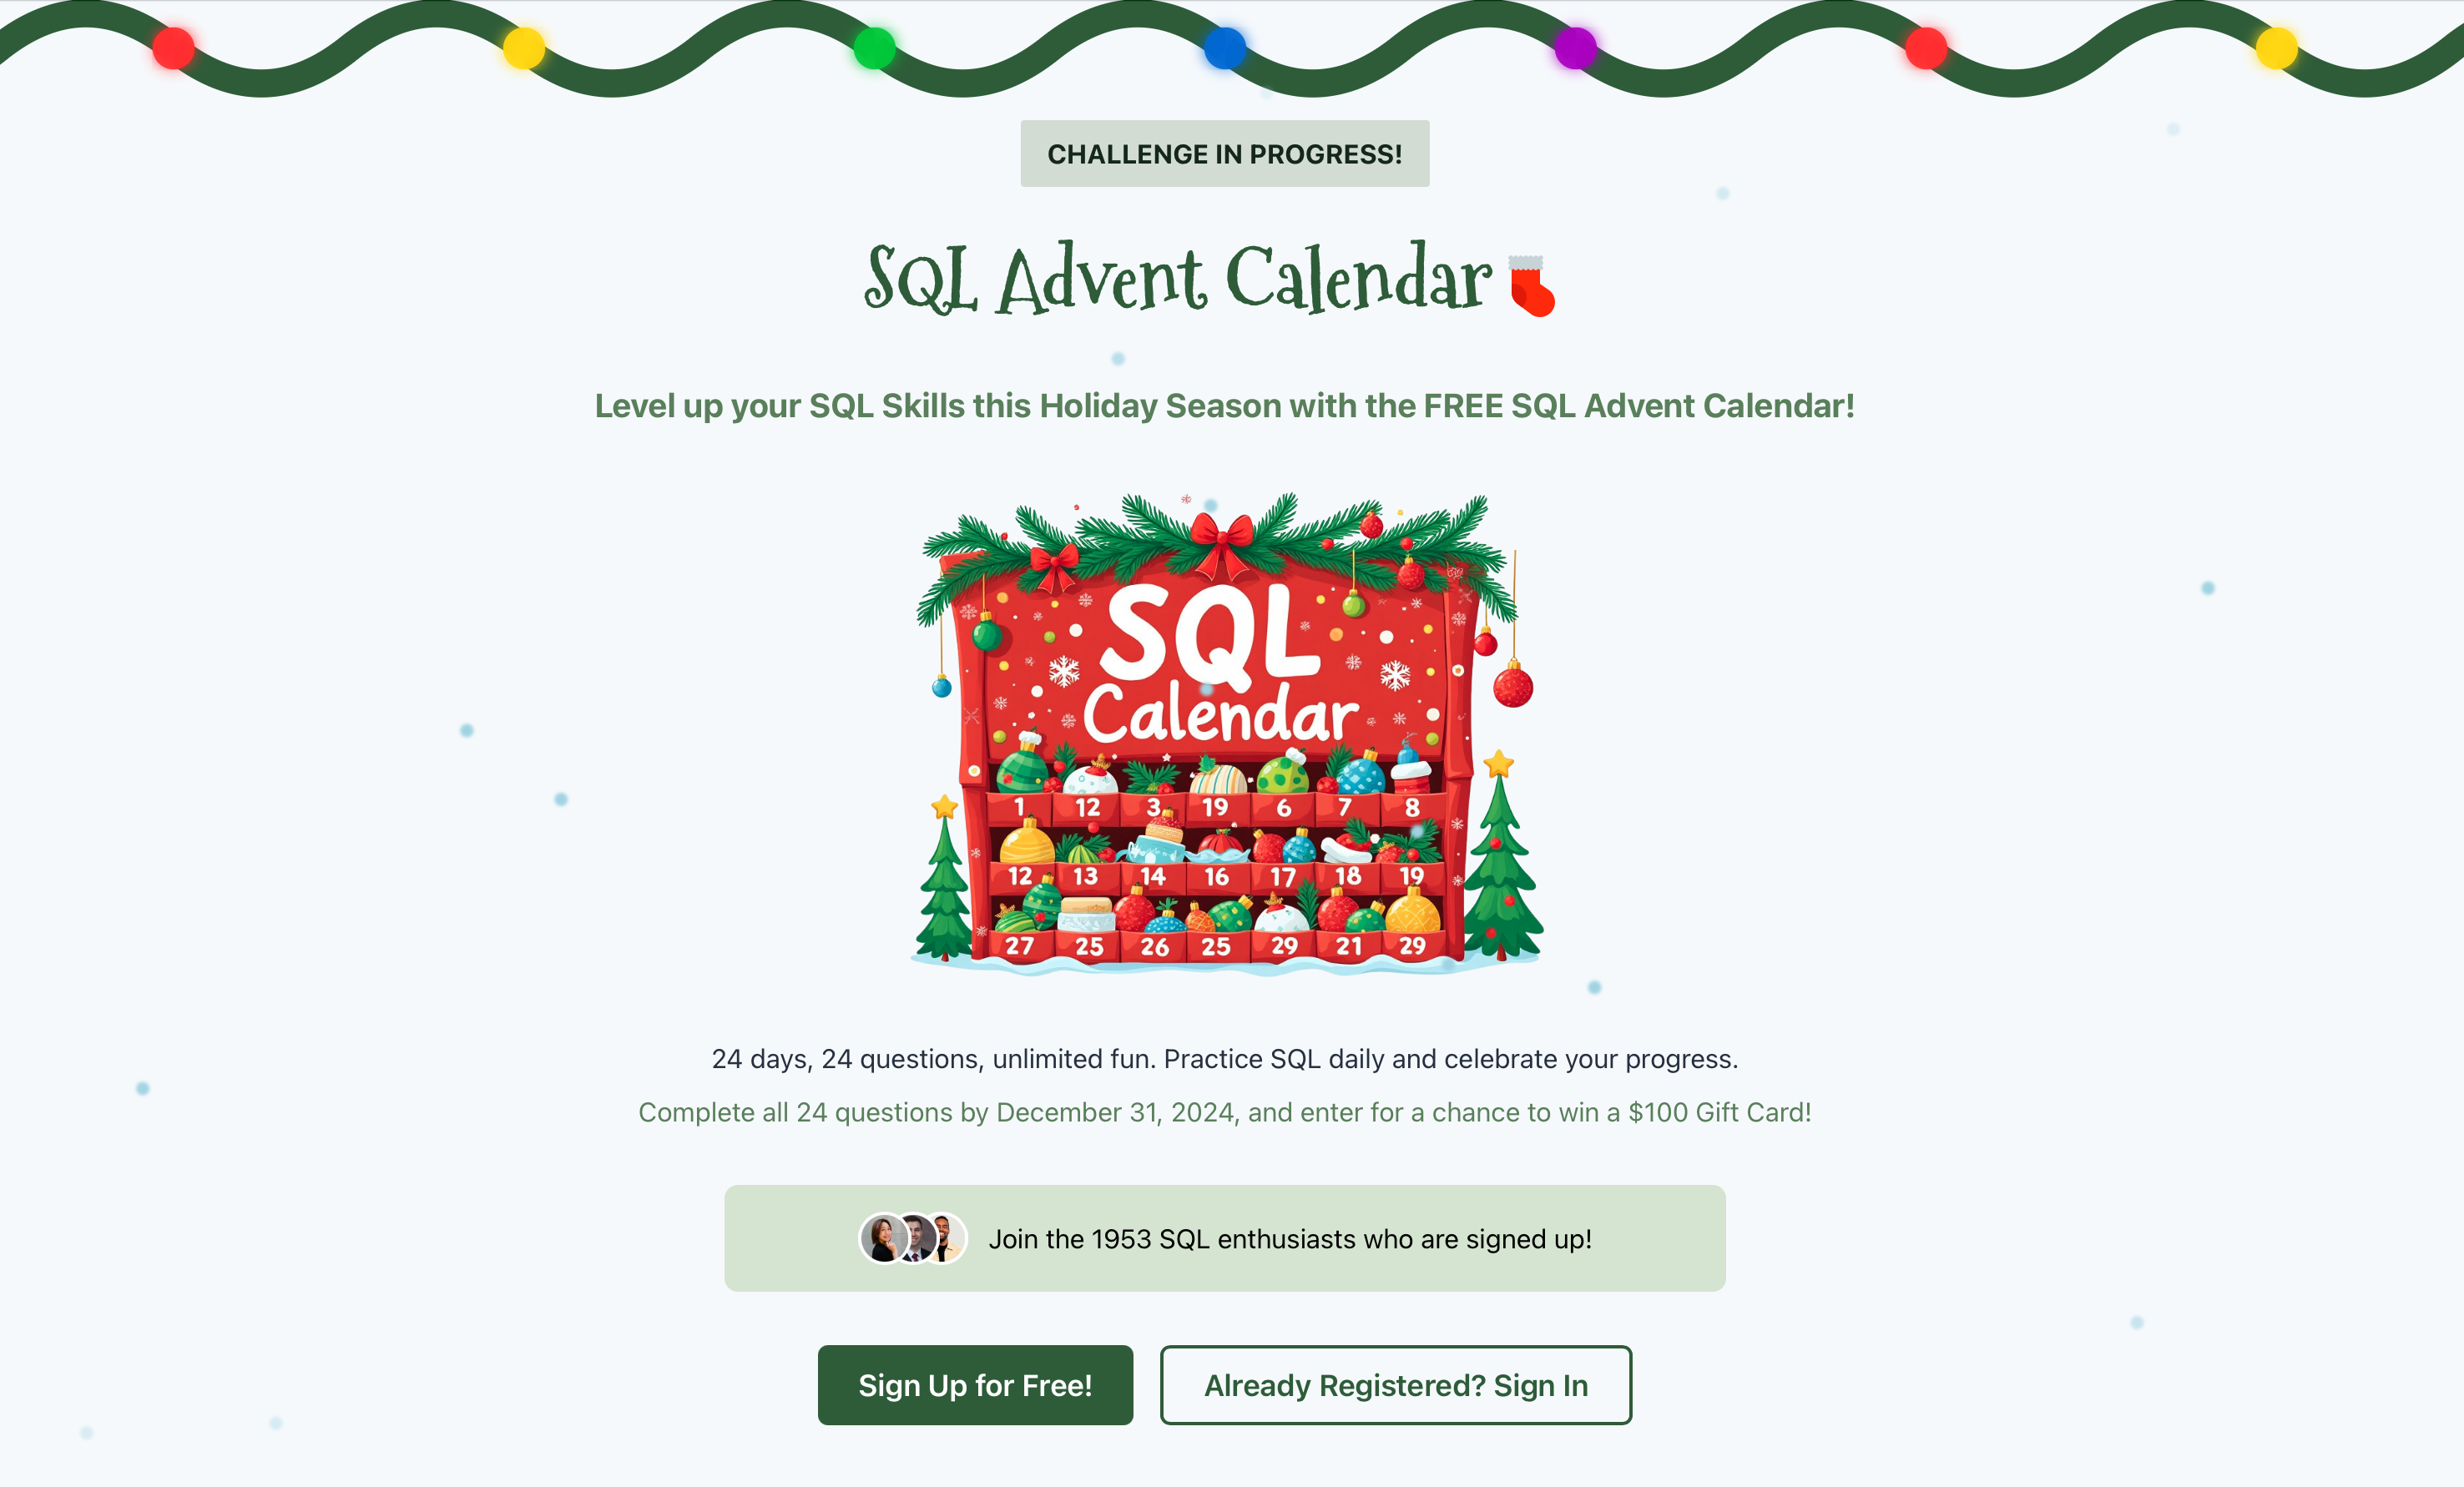 CHALLENGE IN PROGRESS!
SQL Advent Calendar
Level up your SQL Skills this Holiday Season with the FREE SQL Advent Calendar!
SQL
Calendar
1 12 3 19 6 7 8
12 13 14 16 17 18 19
27 25 26 25 29 21 29
24 days, 24 questions, unlimited fun. Practice SQL daily and celebrate your progress.
Complete all 24 questions by December 31, 2024, and enter for a chance to win a $100 Gift Card!
Join the 1953 SQL enthusiasts who are signed up!
Sign Up for Free! Already Registered? Sign In